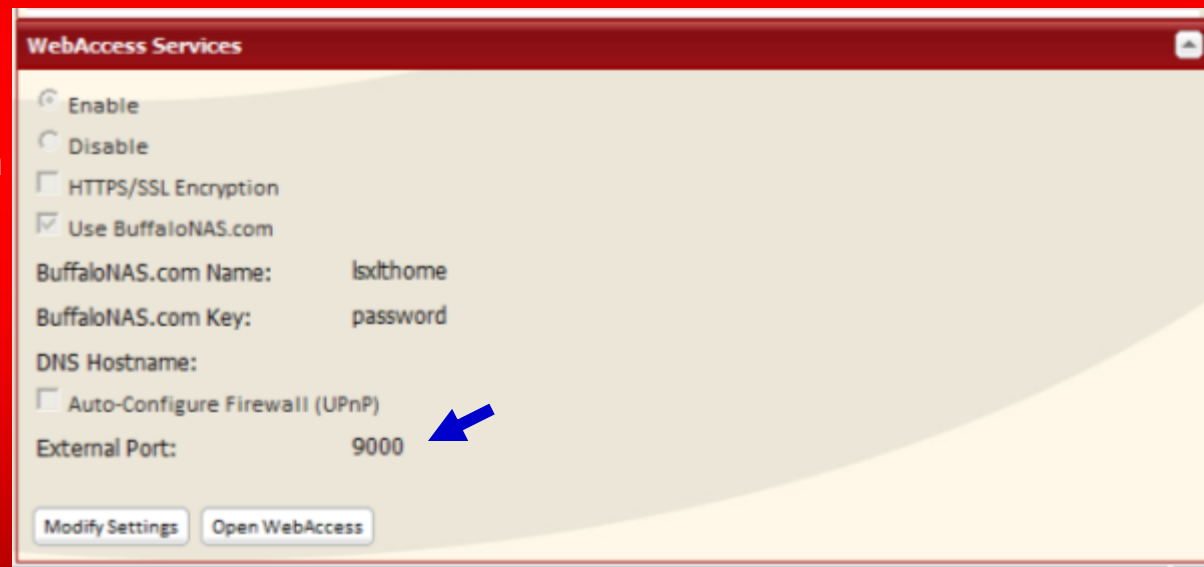 WebAccess Services
Enable
Disable
HTTPS/SSL Encryption
Use BuffaloNAS.com
BuffaloNAS.com Name: lsxlthome
BuffaloNAS.com Key: password
DNS Hostname:
Auto-Configure Firewall (UPnP)
External Port: 9000
Modify Settings Open WebAccess